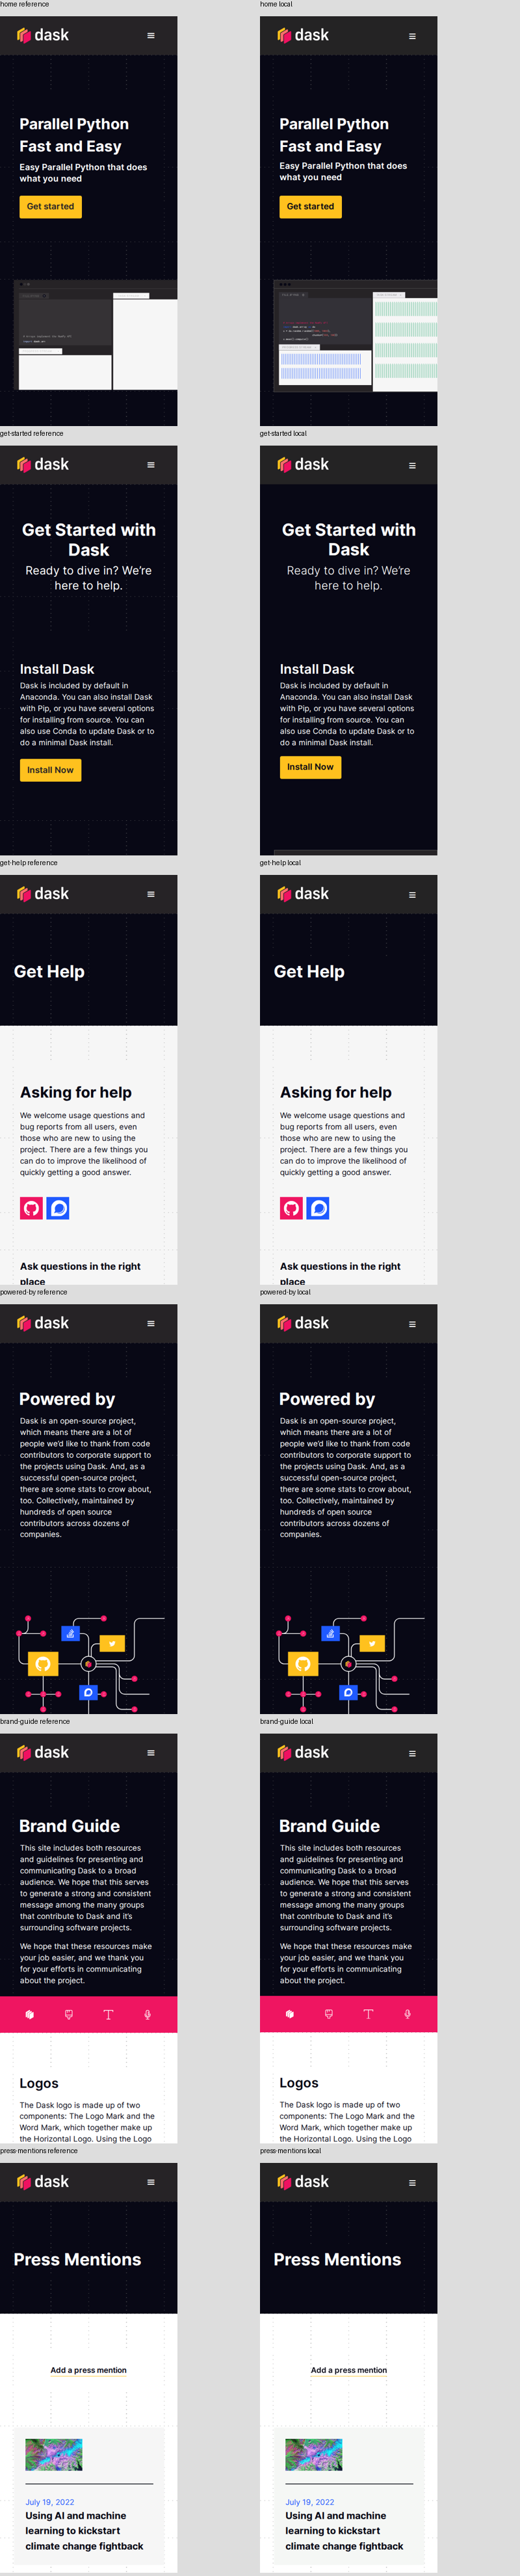 home reference
home local
dask
dask
Parallel Python
Fast and Easy
Easy Parallel Python that does
what you need
Get started
Parallel Python
Fast and Easy
Easy Parallel Python that does
what you need
Get started
get-started reference
get-started local
dask
dask
Get Started with
Dask
Ready to dive in? We're
here to help.
Get Started with
Dask
Ready to dive in? We're
here to help.
Install Dask
Dask is included by default in
Anaconda. You can also install Dask
with Pip, or you have several options
for installing from source. You can
also use Conda to update Dask or to
do a minimal Dask install.
Install Now
Install Dask
Dask is included by default in
Anaconda. You can also install Dask
with Pip, or you have several options
for installing from source. You can
also use Conda to update Dask or to
do a minimal Dask install.
Install Now
get-help reference
get-help local
dask
dask
Get Help
Get Help
Asking for help
We welcome usage questions and
bug reports from all users, even
those who are new to using the
project. There are a few things you
can do to improve the likelihood of
quickly getting a good answer.
Ask questions in the right
place
Asking for help
We welcome usage questions and
bug reports from all users, even
those who are new to using the
project. There are a few things you
can do to improve the likelihood of
quickly getting a good answer.
Ask questions in the right
place
powered-by reference
powered-by local
dask
dask
Powered by
Dask is an open-source project,
which means there are a lot of
people we'd like to thank from code
contributors to corporate support to
the projects using Dask. And, as a
successful open-source project,
there are some stats to crow about,
too. Collectively, maintained by
hundreds of open source
contributors across dozens of
companies.
Powered by
Dask is an open-source project,
which means there are a lot of
people we'd like to thank from code
contributors to corporate support to
the projects using Dask. And, as a
successful open-source project,
there are some stats to crow about,
too. Collectively, maintained by
hundreds of open source
contributors across dozens of
companies.
brand-guide reference
brand-guide local
dask
dask
Brand Guide
This site includes both resources
and guidelines for presenting and
communicating Dask to a broad
audience. We hope that this serves
to generate a strong and consistent
message among the many groups
that contribute to Dask and it's
surrounding software projects.
We hope that these resources make
your job easier, and we thank you
for your efforts in communicating
about the project.
Brand Guide
This site includes both resources
and guidelines for presenting and
communicating Dask to a broad
audience. We hope that this serves
to generate a strong and consistent
message among the many groups
that contribute to Dask and it's
surrounding software projects.
We hope that these resources make
your job easier, and we thank you
for your efforts in communicating
about the project.
Logos
The Dask logo is made up of two
components: The Logo Mark and the
Word Mark, which together make up
the Horizontal Logo. Using the Logo
Logos
The Dask logo is made up of two
components: The Logo Mark and the
Word Mark, which together make up
the Horizontal Logo. Using the Logo
press-mentions reference
press-mentions local
dask
dask
Press Mentions
Press Mentions
Add a press mention
Add a press mention
July 19, 2022
Using AI and machine
learning to kickstart
climate change fightback
July 19, 2022
Using AI and machine
learning to kickstart
climate change fightback